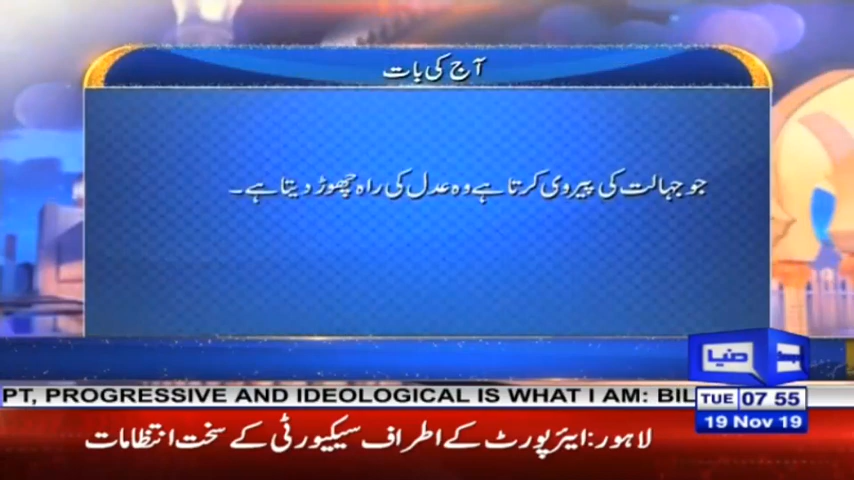 آج کی بات
جو جہالت کی پیروی کرتا ہے وہ عدل کی راہ چھوڑ دیتا ہے۔
دنیا
PT, PROGRESSIVE AND IDEOLOGICAL IS WHAT I AM: BIL
TUE 07 55
19 Nov 19
لاہور: ایئرپورٹ کے اطراف سیکیورٹی کے سخت انتظامات